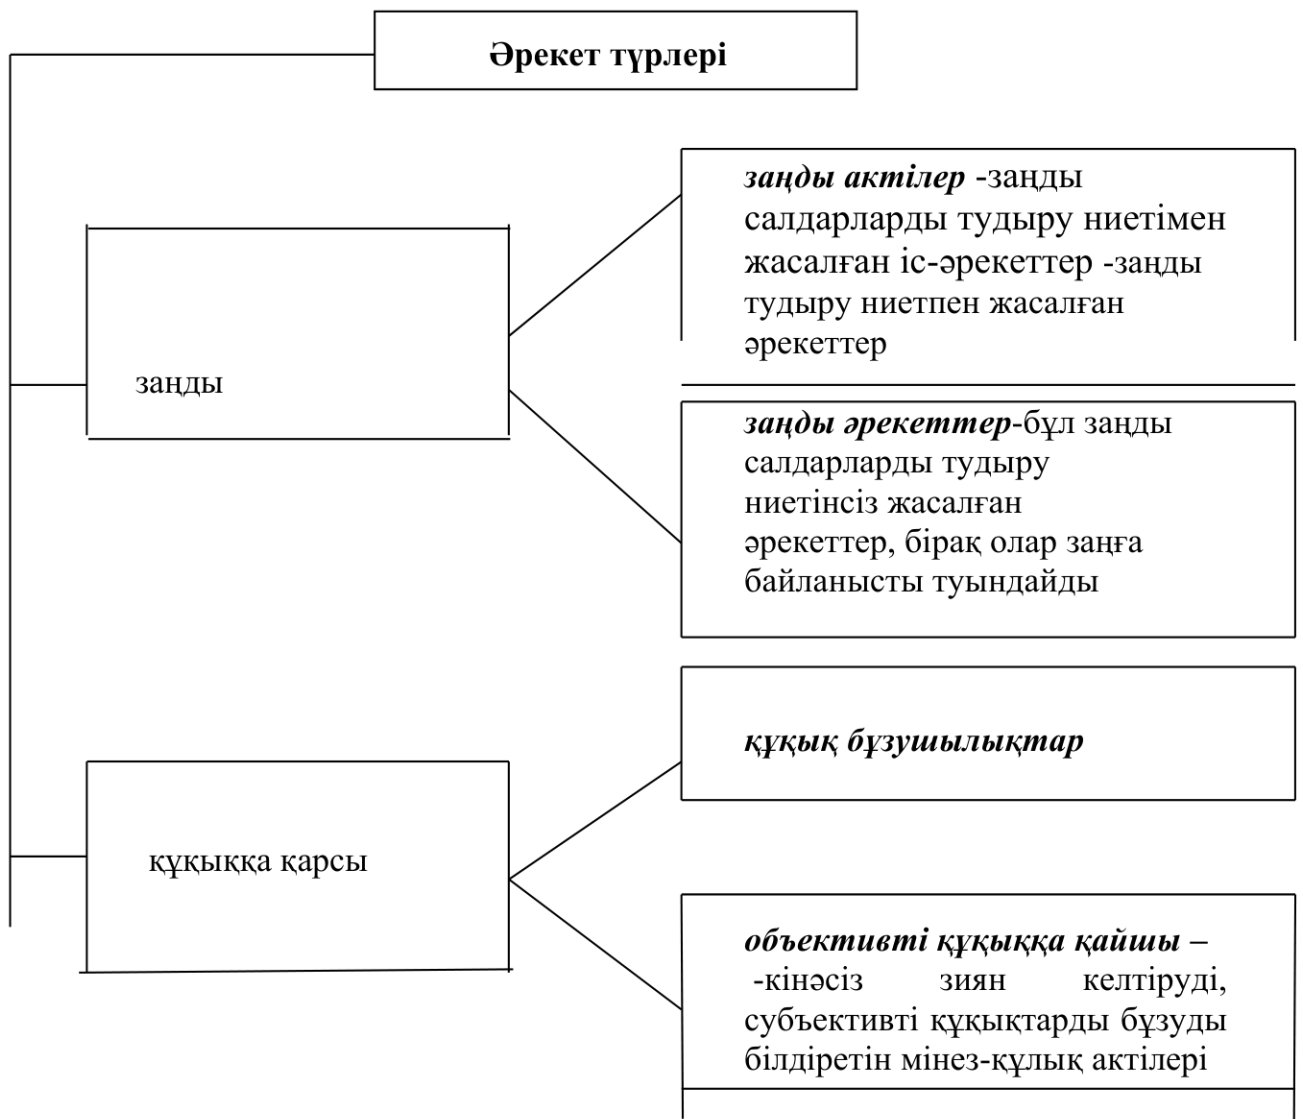 Әрекет түрлері
заңды актілер -заңды
салдарларды тудыру ниетімен
жасалған іс-әрекеттер -заңды
тудыру ниетпен жасалған
әрекеттер
заңды
заңды әрекеттер-бұл заңды
салдарларды тудыру
ниетінсіз жасалған
әрекеттер, бірақ олар заңға
байланысты туындайды
құқық бұзушылықтар
құқыққа қарсы
объективті құқыққа қайшы –
-кінәсіз зиян келтіруді,
субъективті құқықтарды бұзуды
білдіретін мінез-құлық актілері